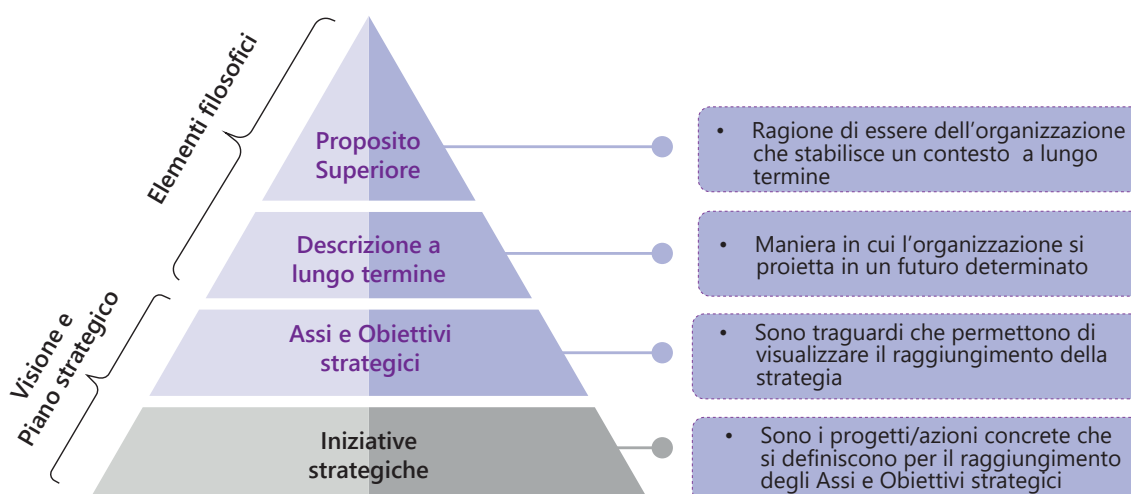 Elementi filosofici
Visione e
Piano strategico
Proposito
Superiore
• Ragione di essere dell’organizzazione
che stabilisce un contesto a lungo
termine
Descrizione a
lungo termine
• Maniera in cui l’organizzazione si
proietta in un futuro determinato
Assi e Obiettivi
strategici
• Sono traguardi che permettono di
visualizzare il raggiungimento della
strategia
Iniziative
strategiche
• Sono i progetti/azioni concrete che
si definiscono per il raggiungimento
degli Assi e Obiettivi strategici